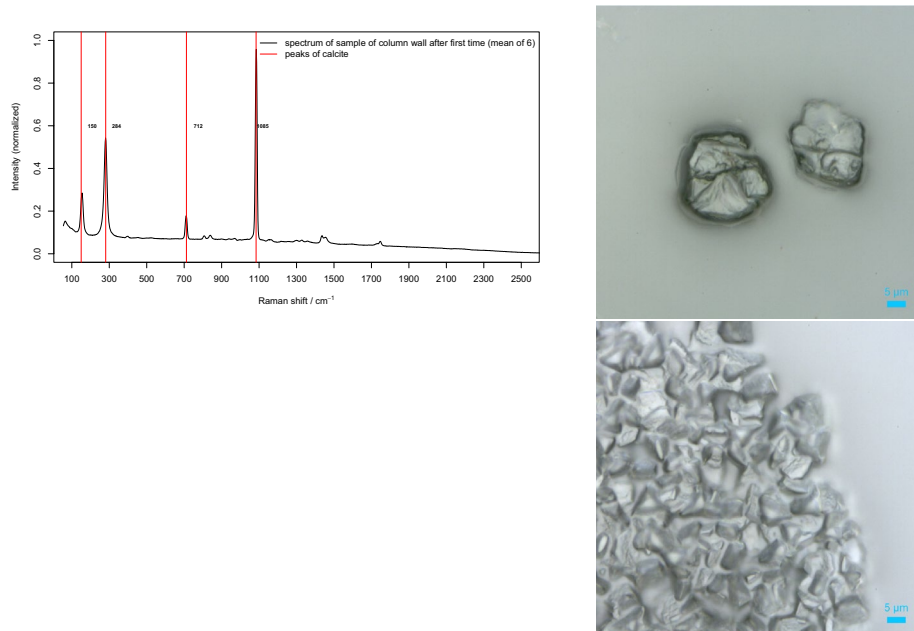 Intensity (normalized)
1.0
0.8
0.6
0.4
0.2
0.0
spectrum of sample of column wall after first time (mean of 6)
peaks of calcite
150 284 712 1085
100 300 500 700 900 1100 1300 1500 1700 1900 2100 2300 2500
Raman shift / cm⁻¹
5 µm
5 µm